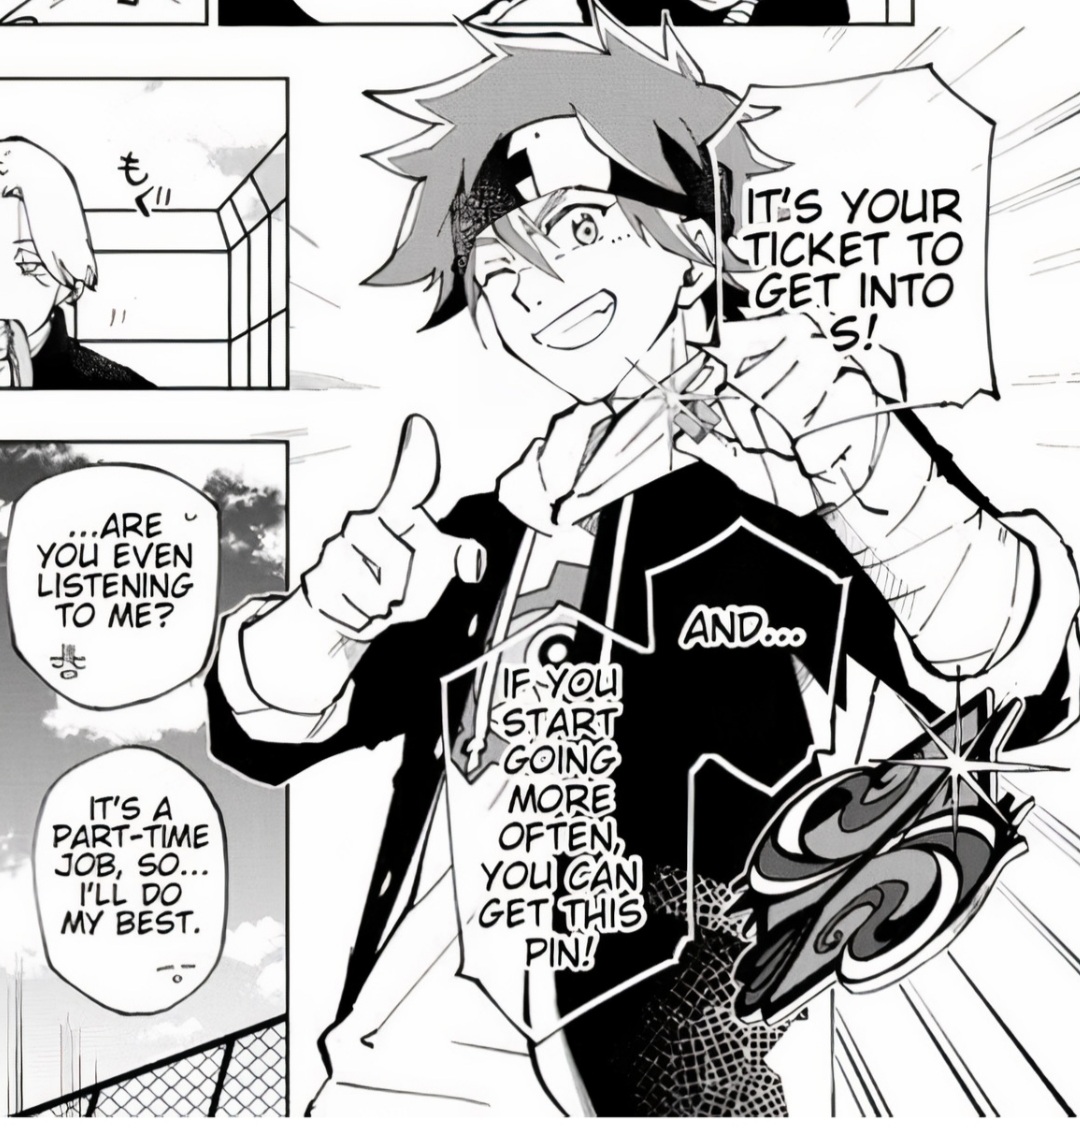 IT'S YOUR
TICKET TO
GET INTO
S!
AND...
IF YOU
START
GOING
MORE
OFTEN,
YOU CAN
GET THIS
PIN!
もぐ
...ARE
YOU EVEN
LISTENING
TO ME?
IT'S A
PART-TIME
JOB, SO...
I'LL DO
MY BEST.